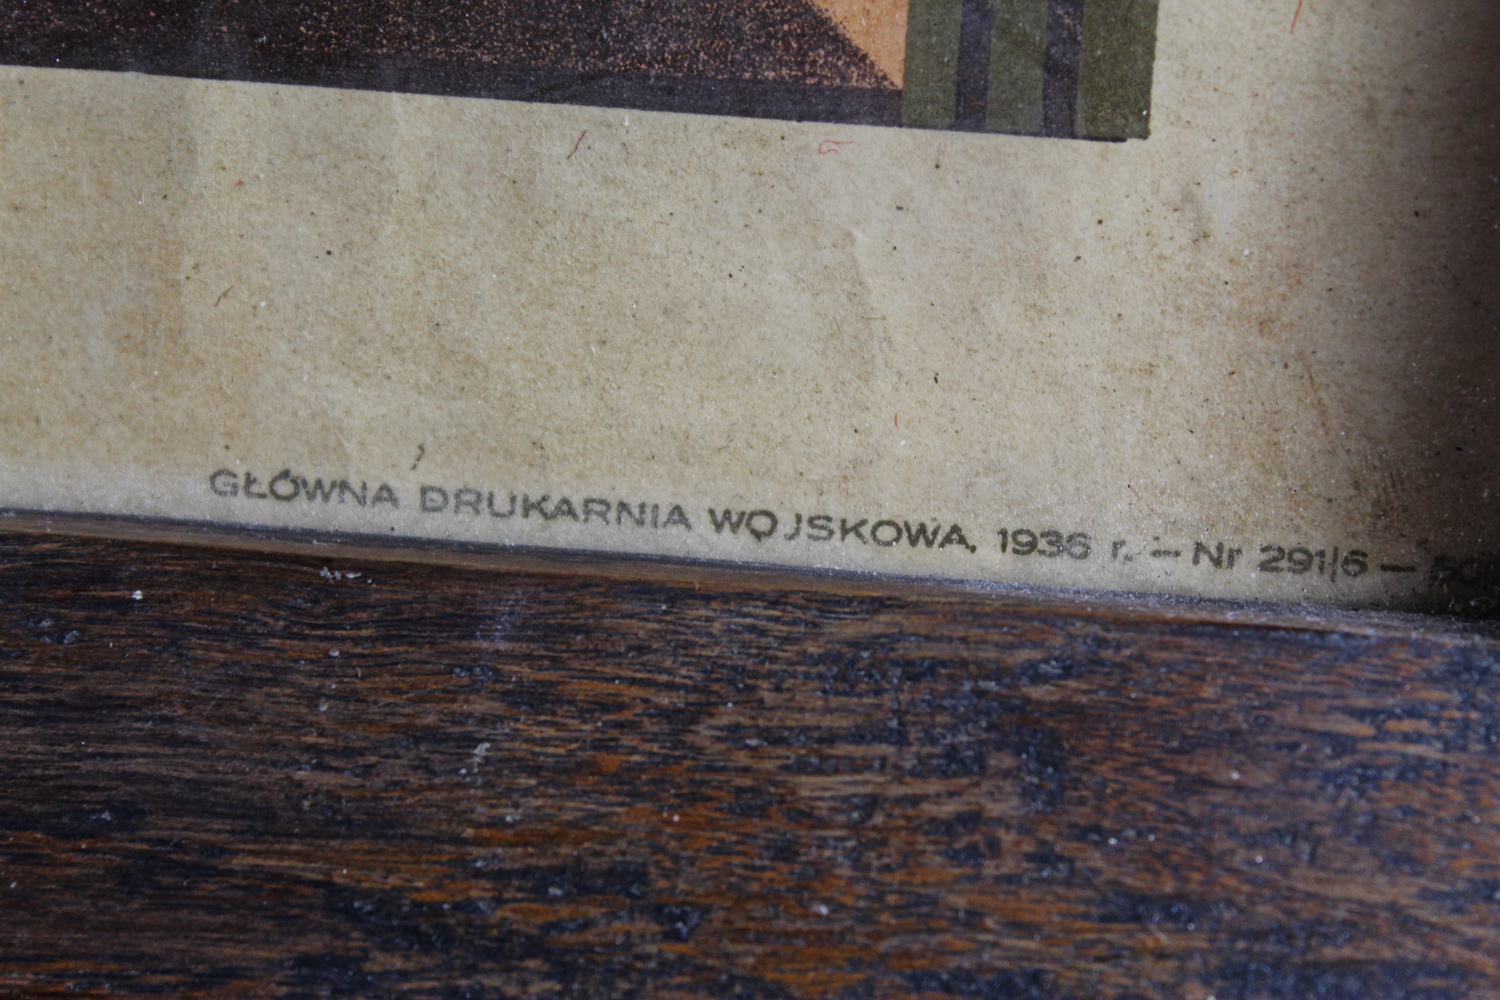 GŁÓWNA DRUKARNIA WOJSKOWA, 1936 r. — Nr 291/6 —